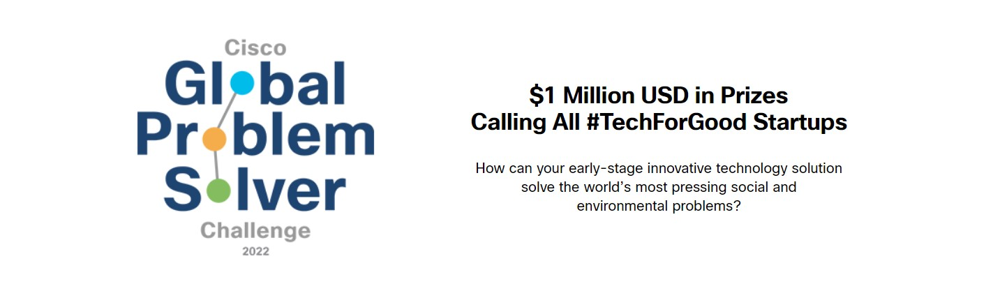 Cisco
Global
Problem
Solver
Challenge
2022
$1 Million USD in Prizes
Calling All #TechForGood Startups
How can your early-stage innovative technology solution
solve the world’s most pressing social and
environmental problems?